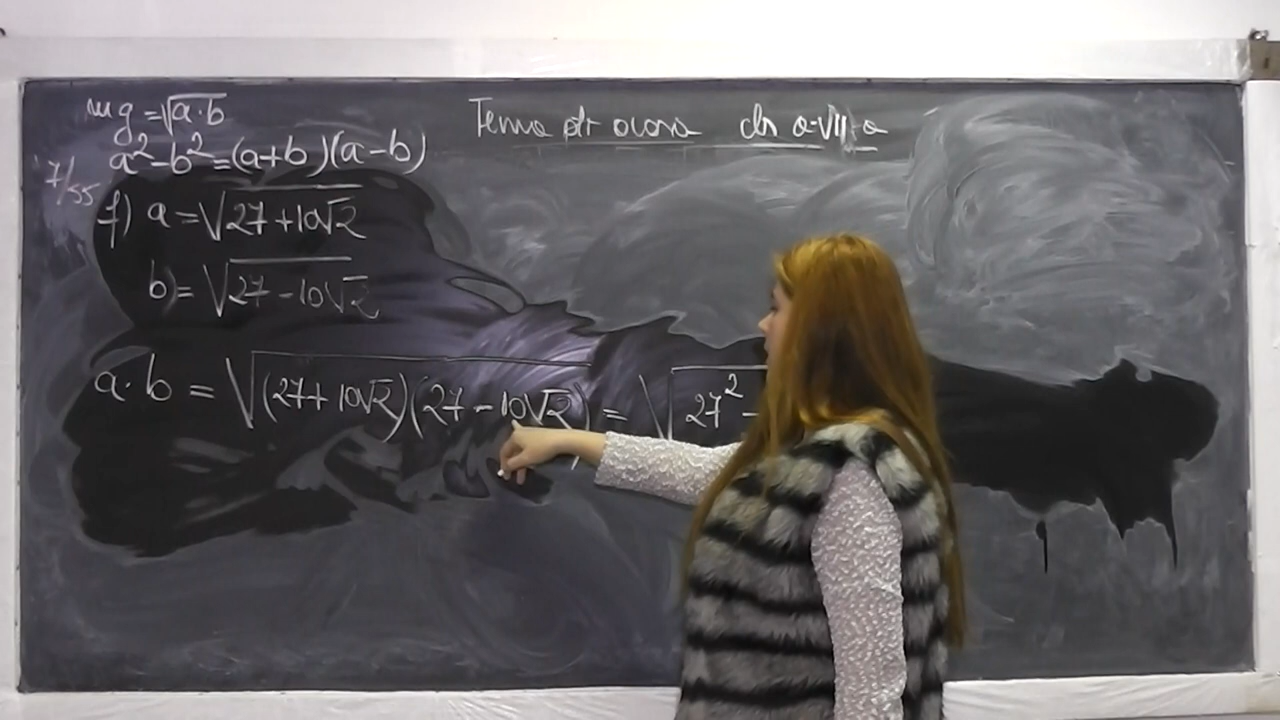 mg = √a·b
Tema de acasa cls a-VII-a
a² - b² = (a+b)(a-b)
7/55
f) a = √27+10√2
b) = √27-10√2
a·b = √(27+10√2)(27-10√2) = √27² -